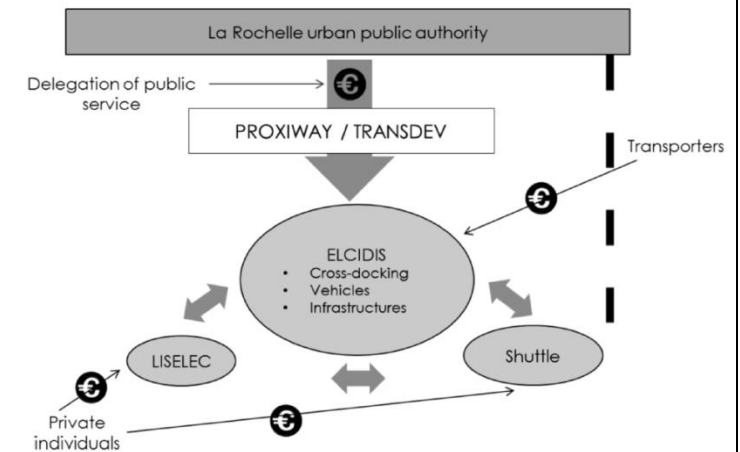 La Rochelle urban public authority
Delegation of public
service
€
PROXIWAY / TRANSDEV
Transporters
€
ELCIDIS
• Cross-docking
• Vehicles
• Infrastructures
LISELEC
Shuttle
€
€
Private
individuals